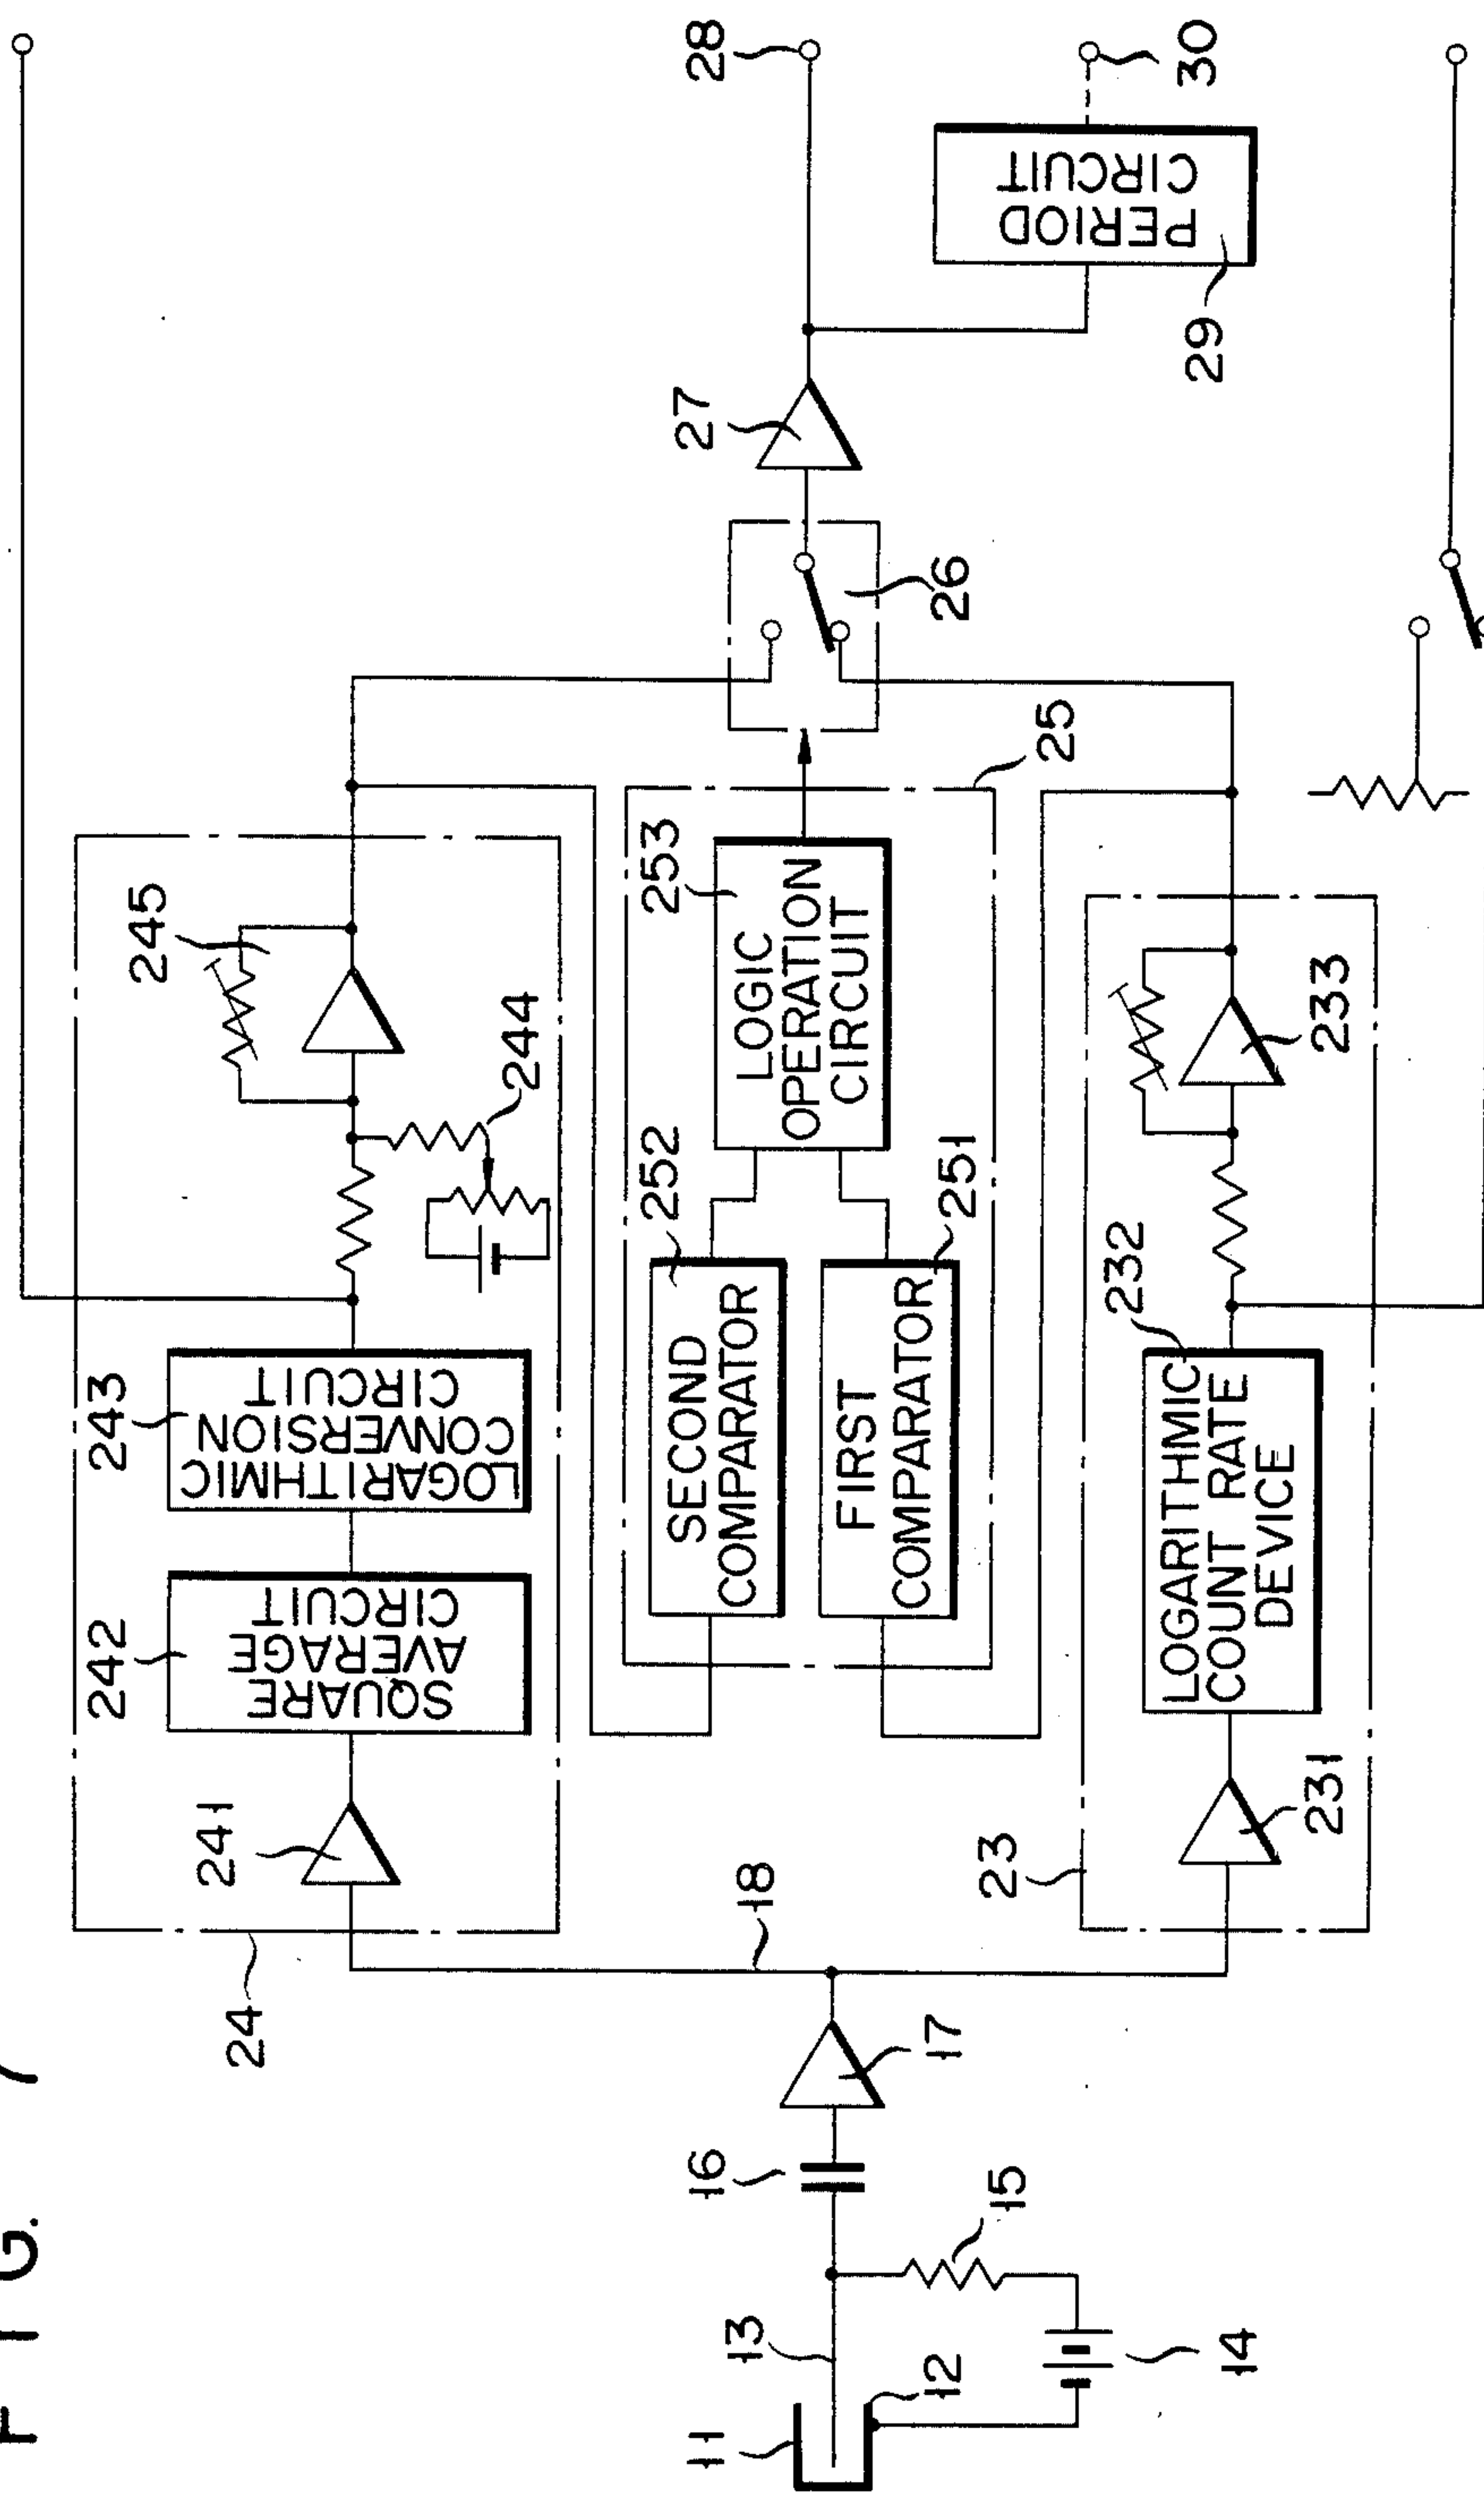 FIG. 7
24
241
242
SQUARE
AVERAGE
CIRCUIT
243
LOGARITHMIC
CONVERSION
CIRCUIT
244
245
11
12
13
14
15
16
17
18
252
SECOND
COMPARATOR
251
FIRST
COMPARATOR
253
LOGIC
OPERATION
CIRCUIT
25
26
27
28
29
PERIOD
CIRCUIT
30
23
231
232
LOGARITHMIC
COUNT RATE
DEVICE
233